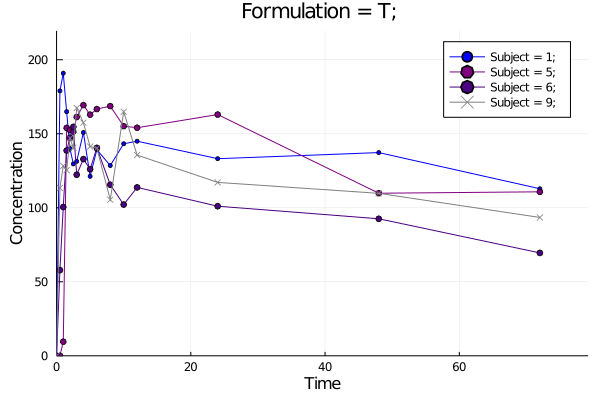 Formulation = T;
Concentration
200
150
100
50
0
0 20 40 60
Time
Subject = 1;
Subject = 5;
Subject = 6;
Subject = 9;